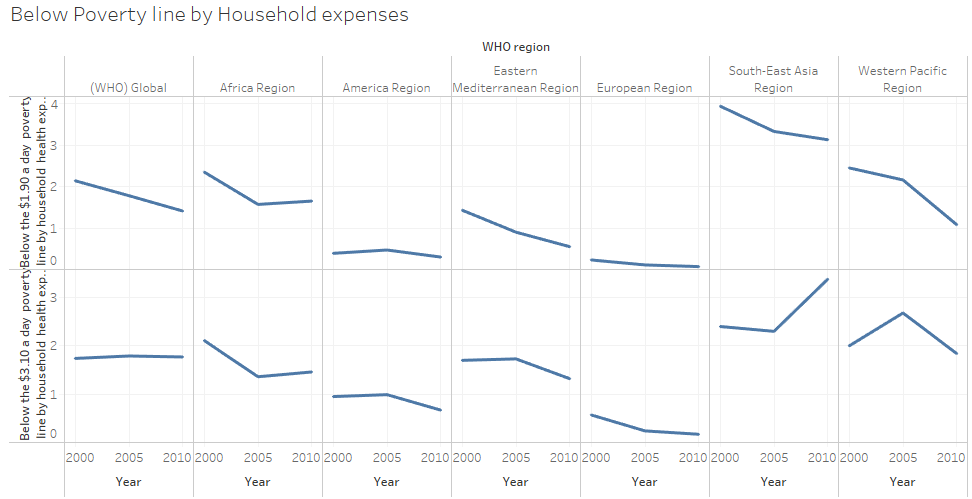 Below Poverty line by Household expenses
WHO region
(WHO) Global
Africa Region
America Region
Eastern
Mediterranean Region
European Region
South-East Asia
Region
Western Pacific
Region
Below the $1.90 a day poverty
line by household health exp..
4
3
2
1
0
Below the $3.10 a day poverty
line by household health exp..
3
2
1
0
2000 2005 2010 2000 2005 2010 2000 2005 2010 2000 2005 2010 2000 2005 2010 2000 2005 2010 2000 2005 2010
Year Year Year Year Year Year Year